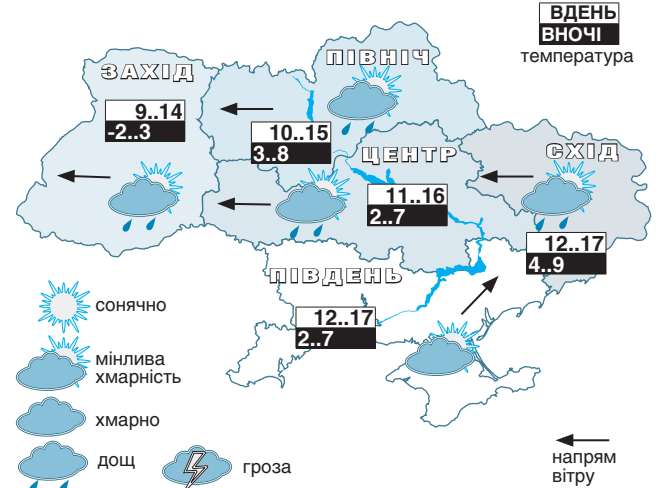 ВДЕНЬ
ВНОЧІ
температура
ПІВНІЧ
ЗАХІД
9..14
-2..3
10..15
3..8
ЦЕНТР
СХІД
11..16
2..7
12..17
4..9
ПІВДЕНЬ
12..17
2..7
сонячно
мінлива
хмарність
хмарно
дощ
гроза
напрям
вітру